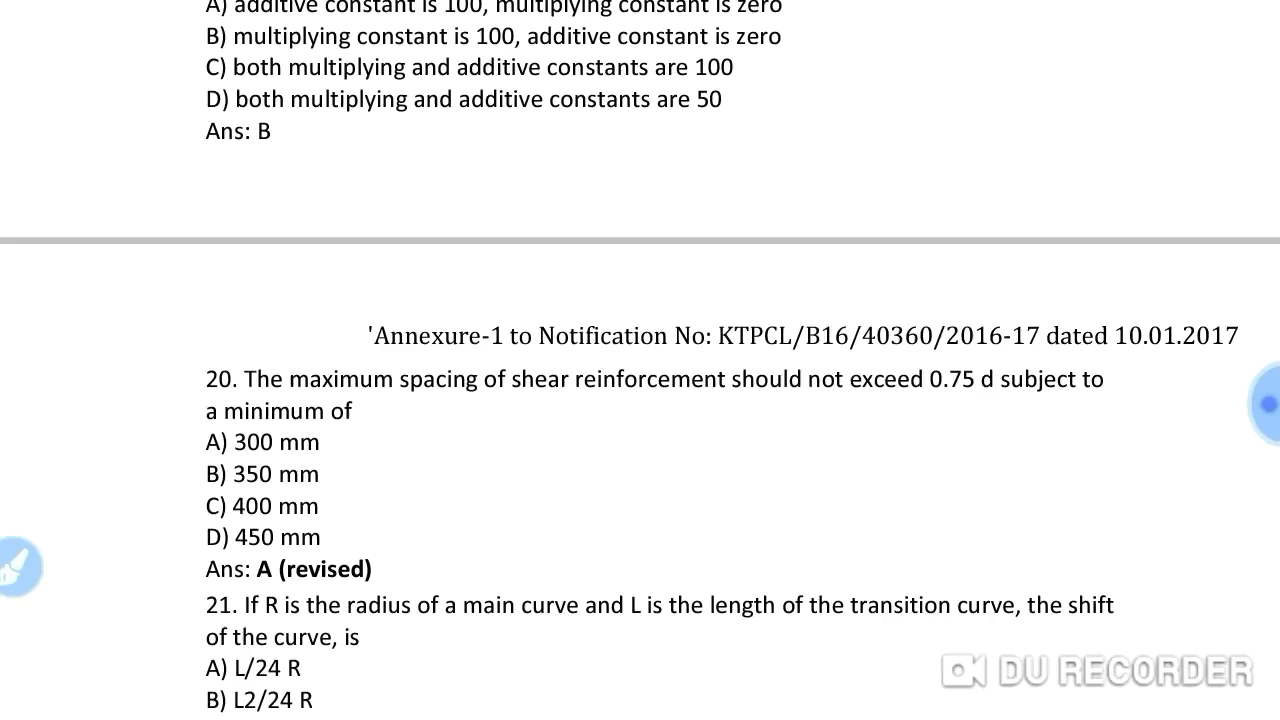 A) additive constant is 100, multiplying constant is zero
B) multiplying constant is 100, additive constant is zero
C) both multiplying and additive constants are 100
D) both multiplying and additive constants are 50
Ans: B
'Annexure-1 to Notification No: KTPCL/B16/40360/2016-17 dated 10.01.2017
20. The maximum spacing of shear reinforcement should not exceed 0.75 d subject to
a minimum of
A) 300 mm
B) 350 mm
C) 400 mm
D) 450 mm
Ans: A (revised)
21. If R is the radius of a main curve and L is the length of the transition curve, the shift
of the curve, is
A) L/24 R
B) L2/24 R
DU RECORDER